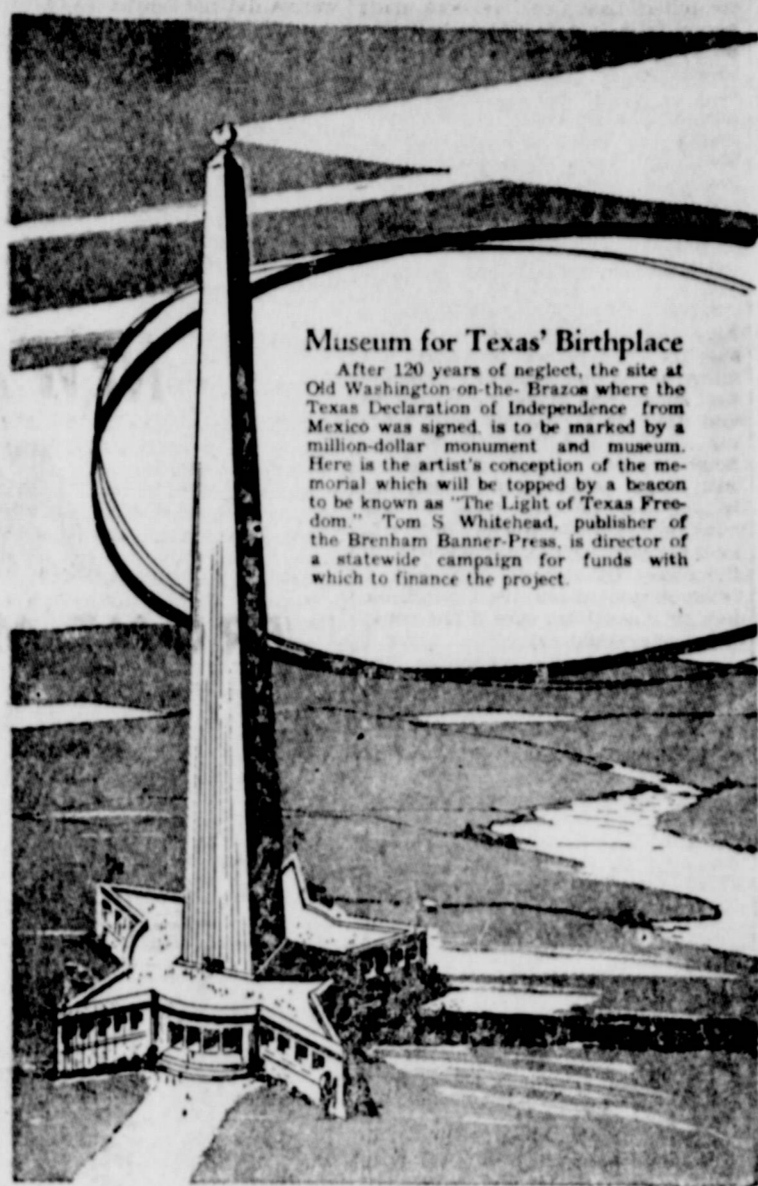 Museum for Texas' Birthplace
After 120 years of neglect, the site at
Old Washington-on-the- Brazos where the
Texas Declaration of Independence from
Mexico was signed, is to be marked by a
million-dollar monument and museum.
Here is the artist's conception of the me-
morial which will be topped by a beacon
to be known as "The Light of Texas Free-
dom." Tom S Whitehead, publisher of
the Brenham Banner-Press, is director of
a statewide campaign for funds with
which to finance the project.